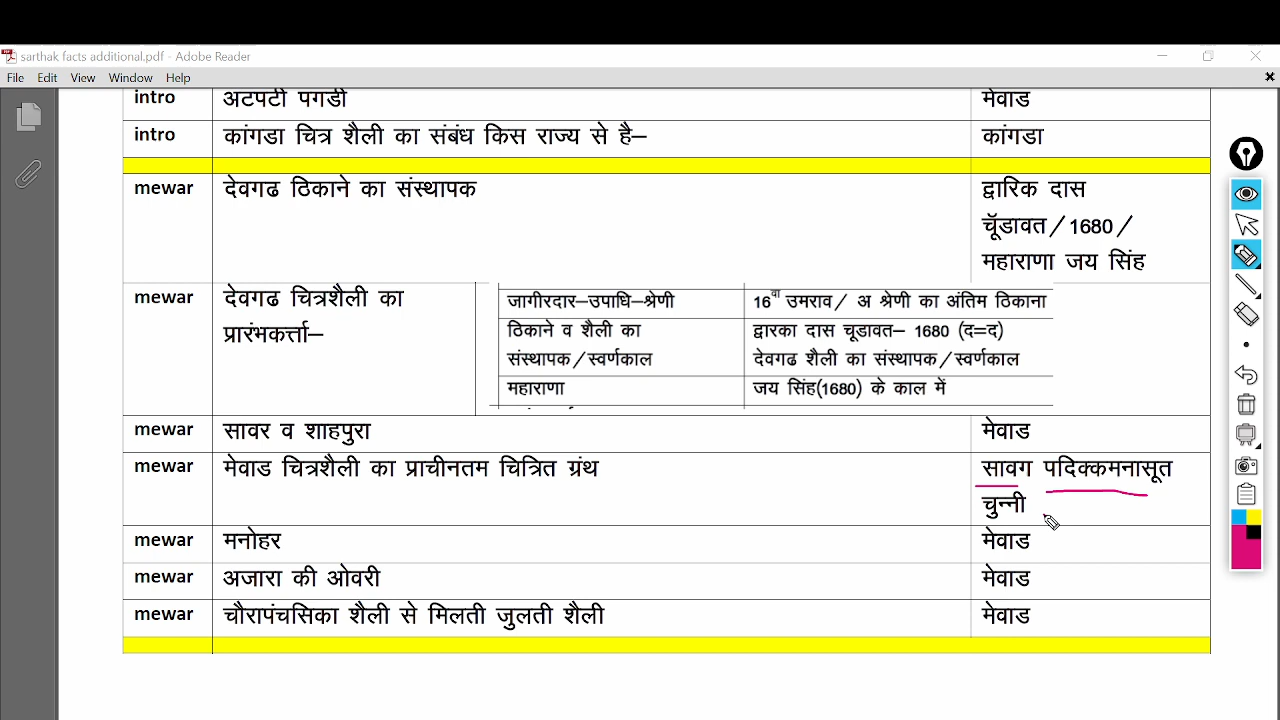 sarthak facts additional.pdf - Adobe Reader
File Edit View Window Help
intro अटपटी पगडी मेवाड
intro कांगडा चित्र शैली का संबंध किस राज्य से है– कांगडा
mewar देवगढ ठिकाने का संस्थापक द्वारिक दास
चूॅडावत/1680/
महाराणा जय सिंह
mewar देवगढ चित्रशैली का
प्रारंभकर्त्ता–
जागीरदार–उपाधि–श्रेणी 16वा उमराव/ अ श्रेणी का अंतिम ठिकाना
ठिकाने व शैली का द्वारका दास चूडावत– 1680 (द=द)
संस्थापक/स्वर्णकाल देवगढ शैली का संस्थापक/स्वर्णकाल
महाराणा जय सिंह(1680) के काल में
mewar सावर व शाहपुरा मेवाड
mewar मेवाड चित्रशैली का प्राचीनतम चित्रित ग्रंथ सावग पदिक्कमनासूत
चुन्नी
mewar मनोहर मेवाड
mewar अजारा की ओवरी मेवाड
mewar चौरापंचसिका शैली से मिलती जुलती शैली मेवाड